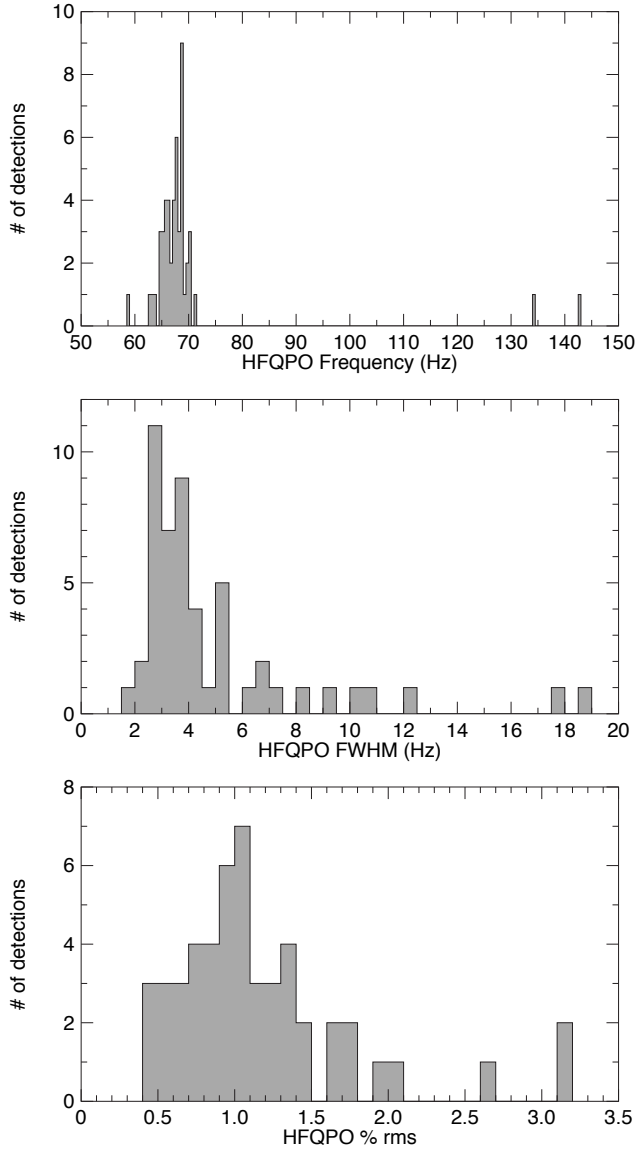 10
8
6
4
2
0
# of detections
50 60 70 80 90 100 110 120 130 140 150
HFQPO Frequency (Hz)
10
5
0
# of detections
0 2 4 6 8 10 12 14 16 18 20
HFQPO FWHM (Hz)
8
6
4
2
0
# of detections
0 0.5 1.0 1.5 2.0 2.5 3.0 3.5
HFQPO % rms